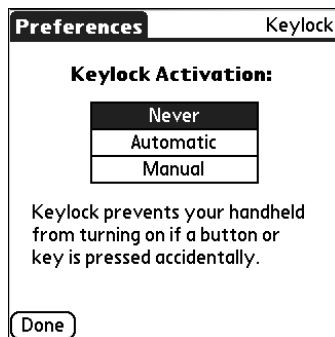 Preferences Keylock
Keylock Activation:
Never
Automatic
Manual
Keylock prevents your handheld
from turning on if a button or
key is pressed accidentally.
Done